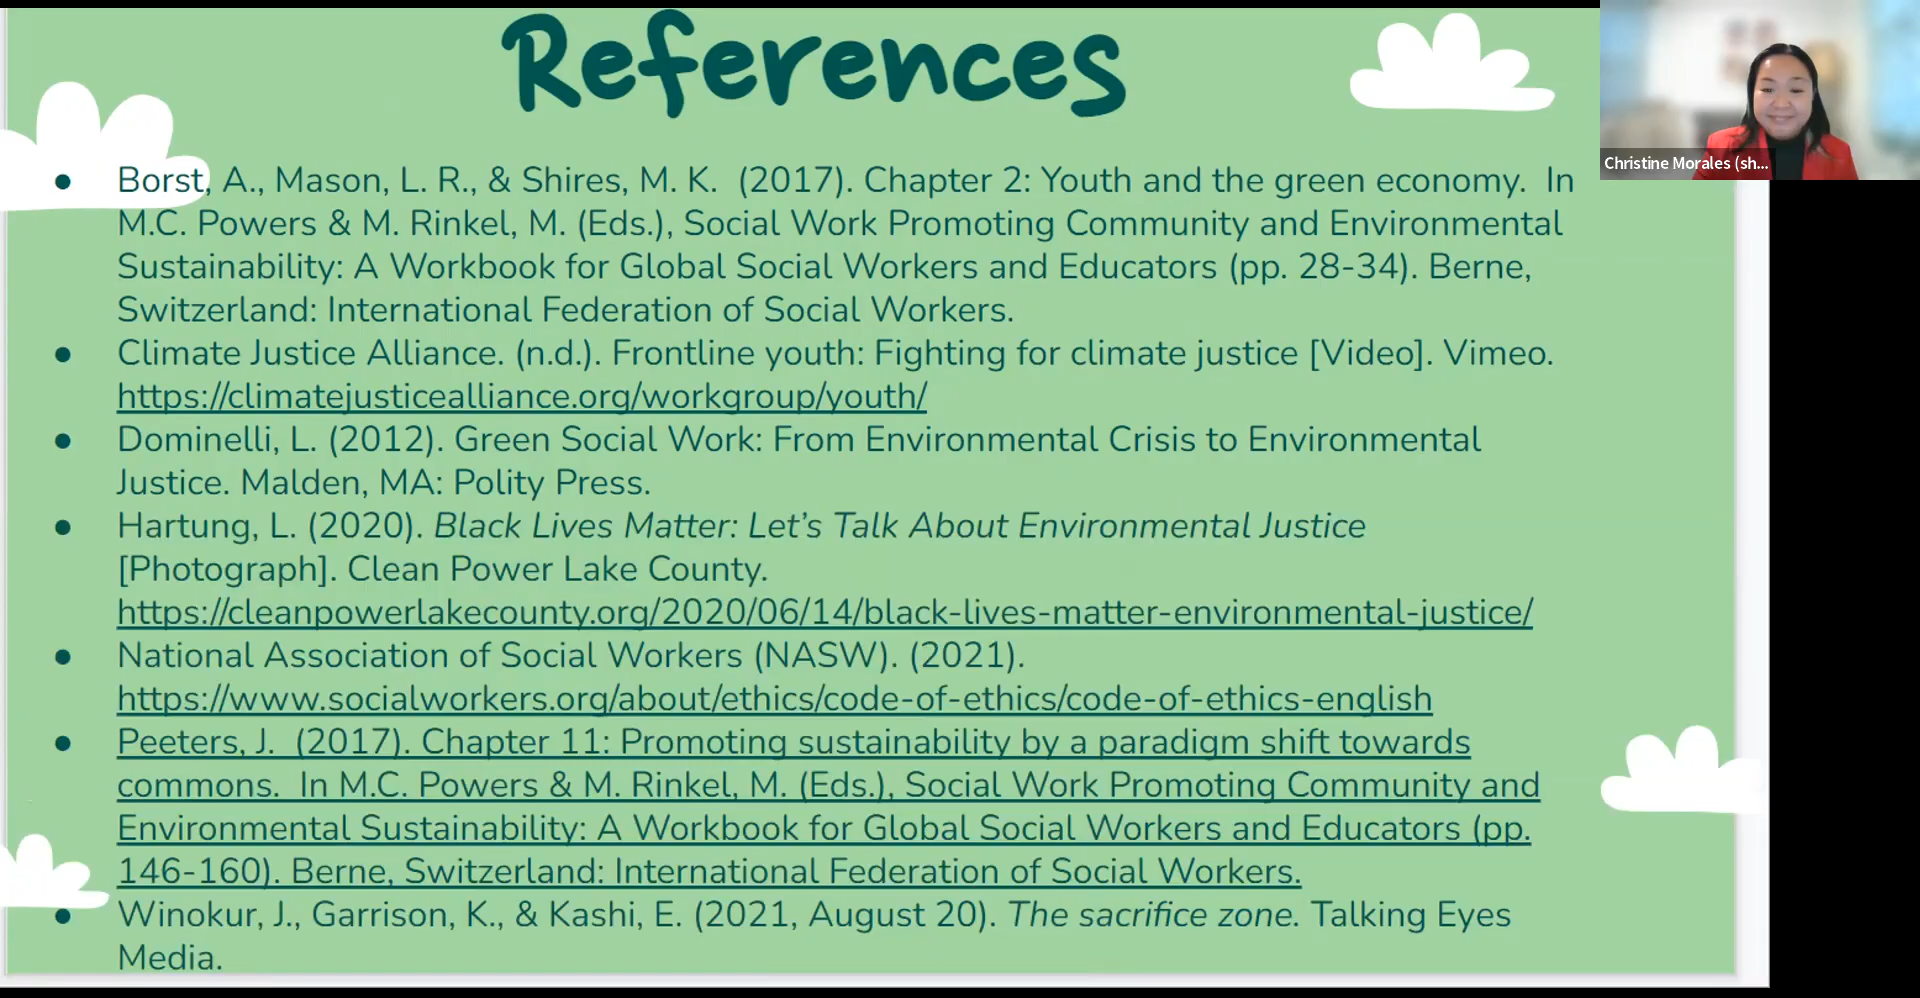 References
Christine Morales (sh...
● Borst, A., Mason, L. R., & Shires, M. K.  (2017). Chapter 2: Youth and the green economy.  In
M.C. Powers & M. Rinkel, M. (Eds.), Social Work Promoting Community and Environmental
Sustainability: A Workbook for Global Social Workers and Educators (pp. 28-34). Berne,
Switzerland: International Federation of Social Workers.
● Climate Justice Alliance. (n.d.). Frontline youth: Fighting for climate justice [Video]. Vimeo.
https://climatejusticealliance.org/workgroup/youth/
● Dominelli, L. (2012). Green Social Work: From Environmental Crisis to Environmental
Justice. Malden, MA: Polity Press.
● Hartung, L. (2020). Black Lives Matter: Let’s Talk About Environmental Justice
[Photograph]. Clean Power Lake County.
https://cleanpowerlakecounty.org/2020/06/14/black-lives-matter-environmental-justice/
● National Association of Social Workers (NASW). (2021).
https://www.socialworkers.org/about/ethics/code-of-ethics/code-of-ethics-english
● Peeters, J.  (2017). Chapter 11: Promoting sustainability by a paradigm shift towards
commons.  In M.C. Powers & M. Rinkel, M. (Eds.), Social Work Promoting Community and
Environmental Sustainability: A Workbook for Global Social Workers and Educators (pp.
146-160). Berne, Switzerland: International Federation of Social Workers.
● Winokur, J., Garrison, K., & Kashi, E. (2021, August 20). The sacrifice zone. Talking Eyes
Media.